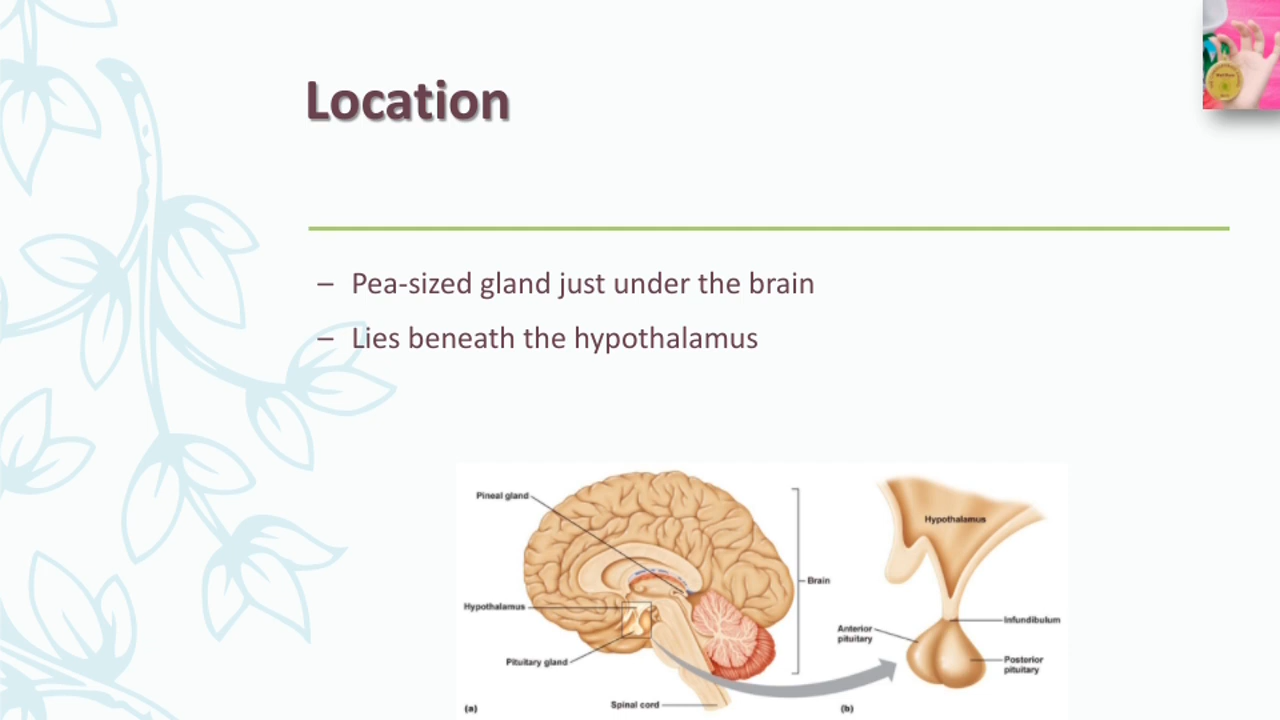 Location
– Pea-sized gland just under the brain
– Lies beneath the hypothalamus
Pineal gland
Hypothalamus
Pituitary gland
Spinal cord
Brain
(a)
Hypothalamus
Infundibulum
Anterior
pituitary
Posterior
pituitary
(b)